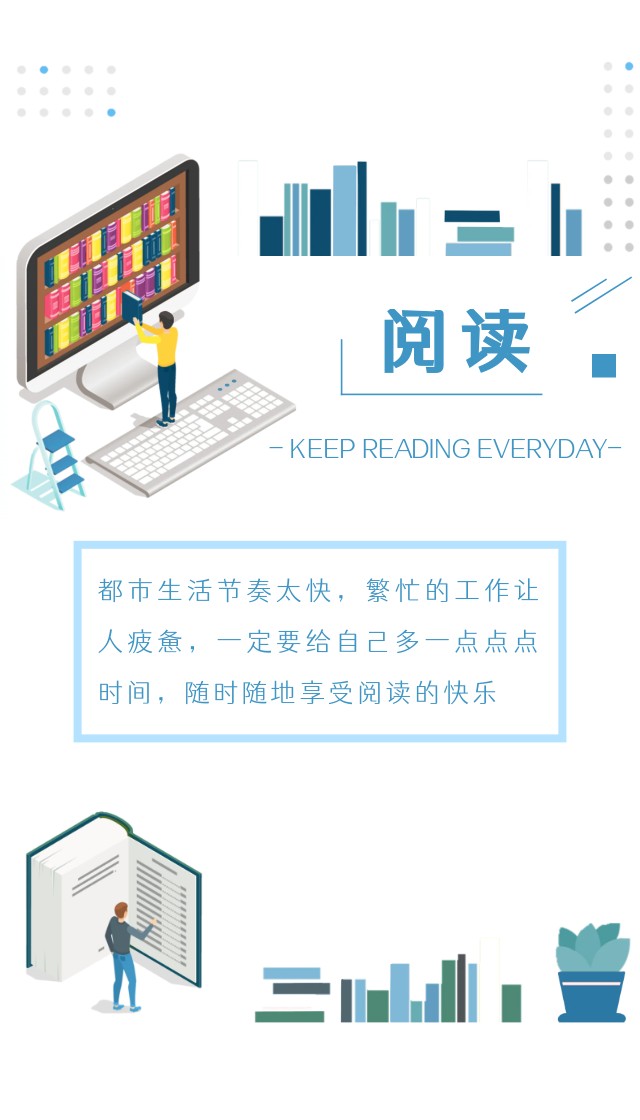 阅读
- KEEP READING EVERYDAY-
都市生活节奏太快，繁忙的工作让
人疲惫，一定要给自己多一点点点
时间，随时随地享受阅读的快乐